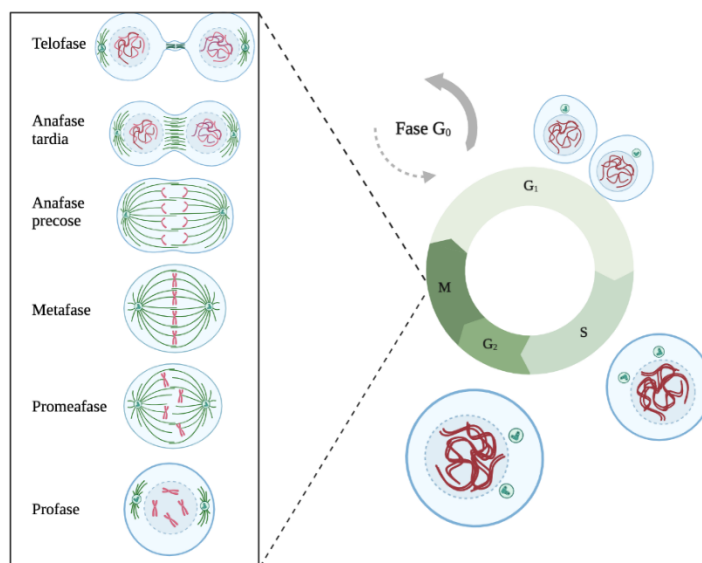 Telofase
Anafase
tardia
Anafase
precose
Metafase
Promeafase
Profase
Fase G₀
G₁
S
G₂
M